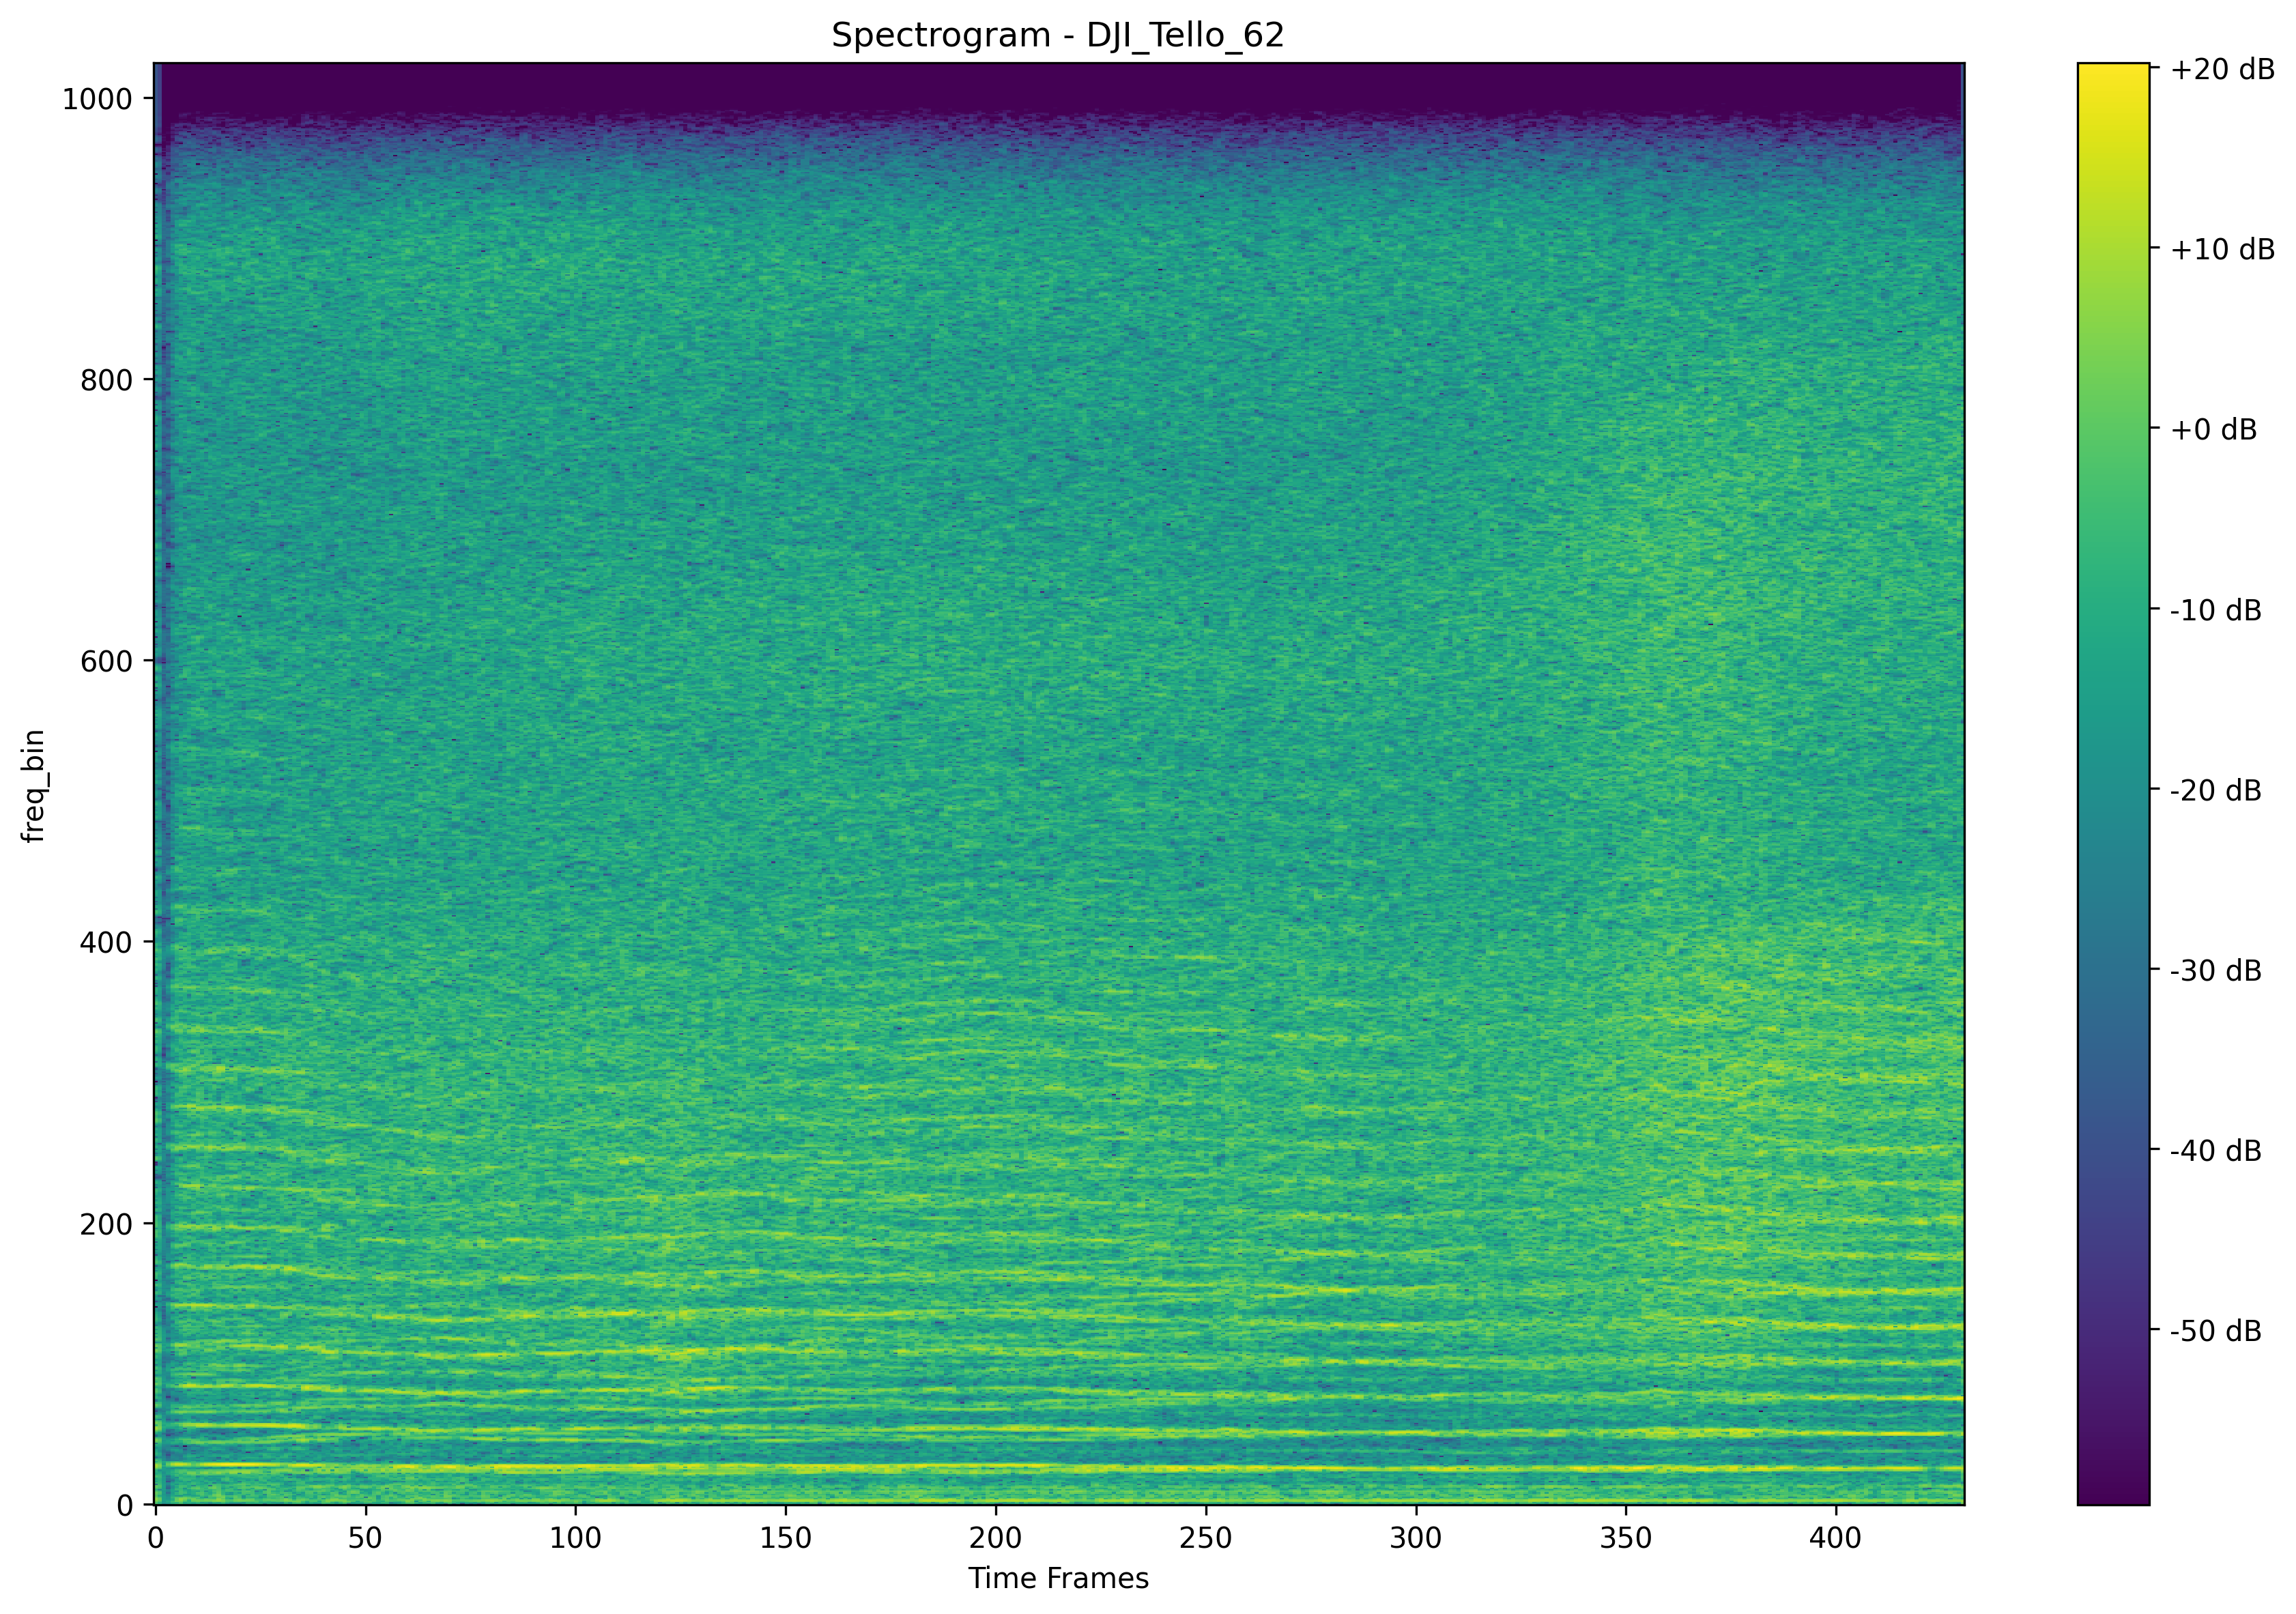 Spectrogram - DJI_Tello_62
freq_bin
1000
800
600
400
200
0
0 50 100 150 200 250 300 350 400
Time Frames
+20 dB
+10 dB
+0 dB
-10 dB
-20 dB
-30 dB
-40 dB
-50 dB